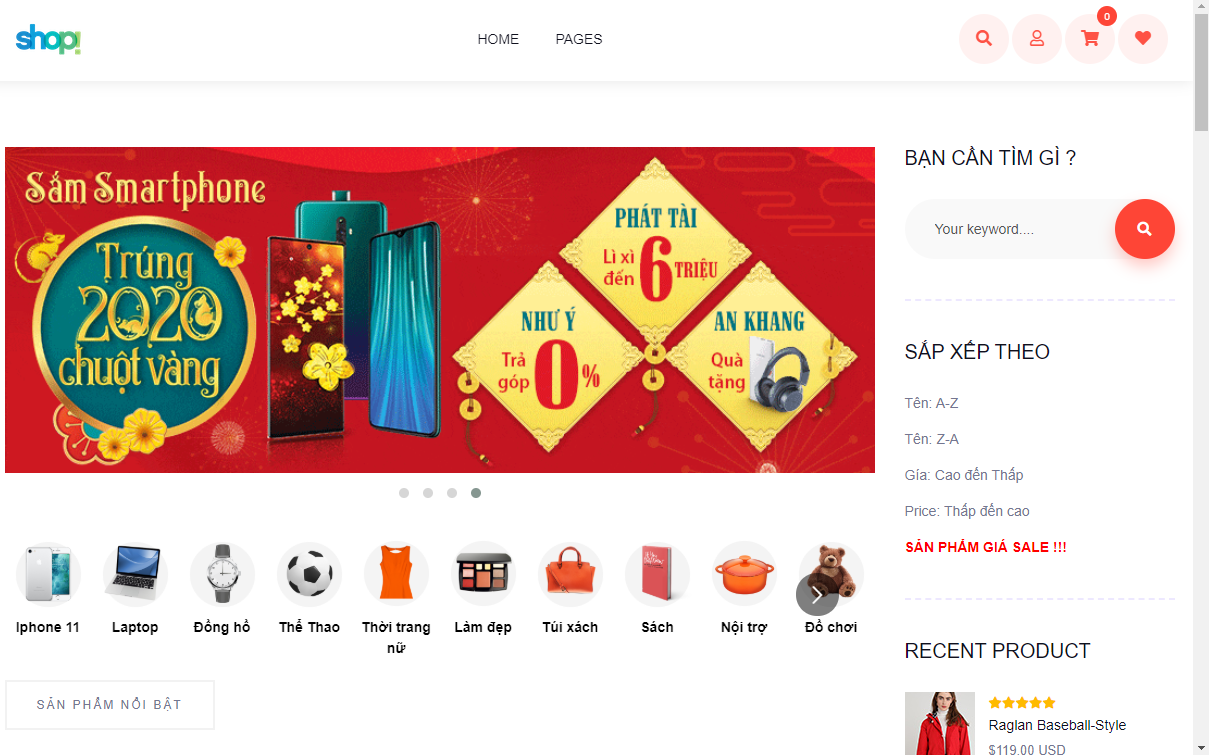 shop!
HOME
PAGES
0
Sắm Smartphone
Trúng
2020
chuột vàng
PHÁT TÀI
Lì xì
đến
6 TRIỆU
NHƯ Ý
Trả
góp
0%
AN KHANG
Quà
tặng
Iphone 11
Laptop
Đồng hồ
Thể Thao
Thời trang
nữ
Làm đẹp
Túi xách
Sách
Nội trợ
Đồ chơi
SẢN PHẨM NỔI BẬT
BẠN CẦN TÌM GÌ ?
Your keyword....
SẮP XẾP THEO
Tên: A-Z
Tên: Z-A
Gía: Cao đến Thấp
Price: Thấp đến cao
SẢN PHẨM GIÁ SALE !!!
RECENT PRODUCT
Raglan Baseball-Style
$119.00 USD